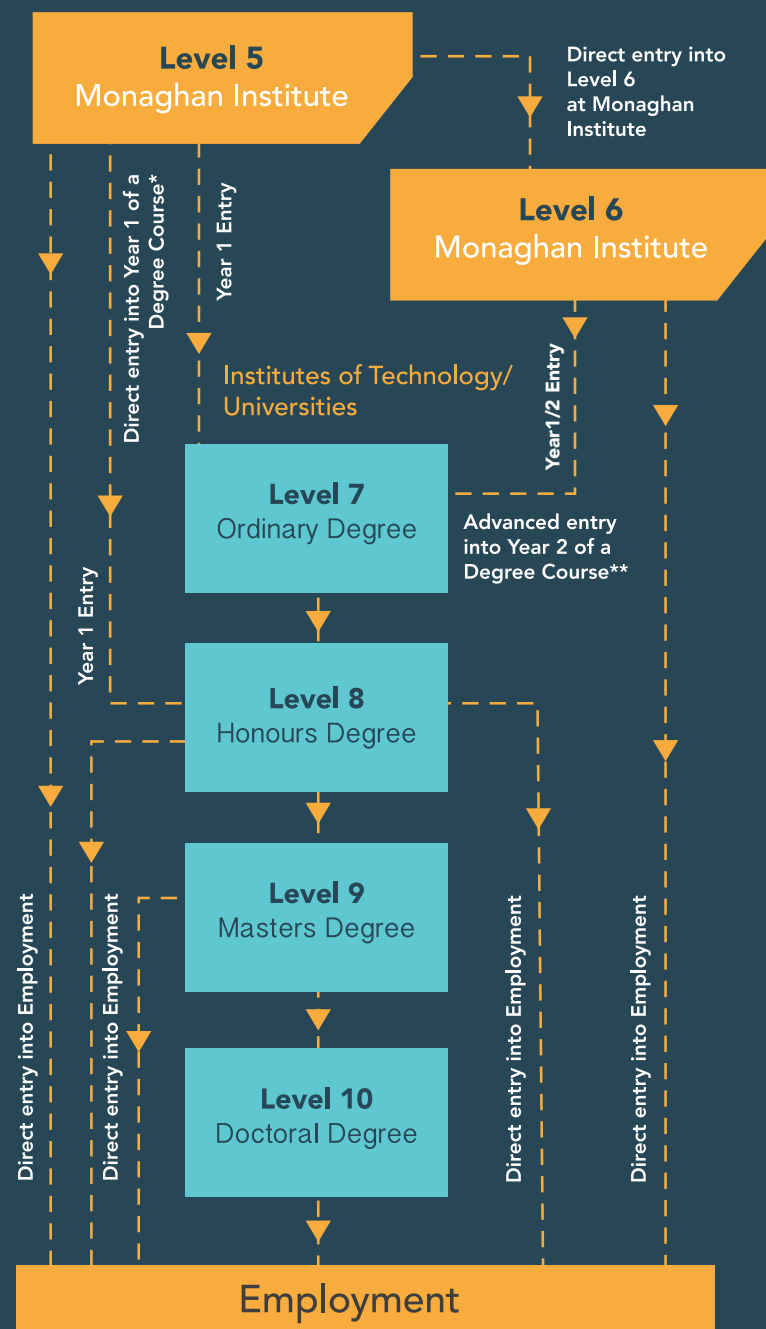 Level 5
Monaghan Institute
Direct entry into
Level 6
at Monaghan
Institute
Level 6
Monaghan Institute
Direct entry into Year 1 of a
Degree Course*
Year 1 Entry
Institutes of Technology/
Universities
Year1/2 Entry
Level 7
Ordinary Degree
Advanced entry
into Year 2 of a
Degree Course**
Year 1 Entry
Level 8
Honours Degree
Level 9
Masters Degree
Direct entry into Employment
Direct entry into Employment
Direct entry into Employment
Direct entry into Employment
Level 10
Doctoral Degree
Employment